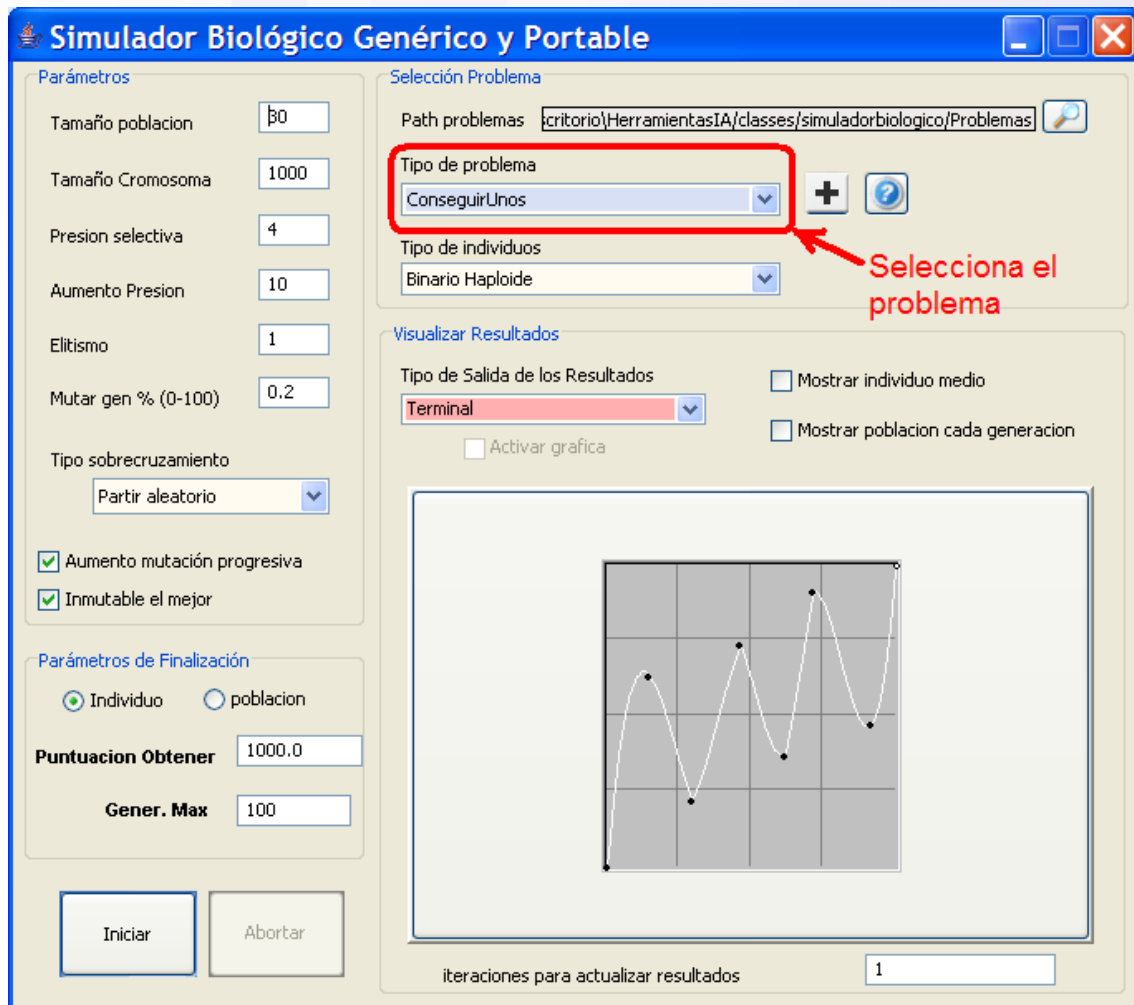 Simulador Biológico Genérico y Portable
Parámetros
Tamaño poblacion 30
Tamaño Cromosoma 1000
Presion selectiva 4
Aumento Presion 10
Elitismo 1
Mutar gen % (0-100) 0.2
Tipo sobrecruzamiento
Partir aleatorio
Aumento mutación progresiva
Inmutable el mejor
Parámetros de Finalización
Individuo poblacion
Puntuacion Obtener 1000.0
Gener. Max 100
Iniciar Abortar
Selección Problema
Path problemas critorio\HerramientasIA/classes/simuladorbiologico/Problemas
Tipo de problema
ConseguirUnos
Tipo de individuos
Binario Haploide
Selecciona el
problema
Visualizar Resultados
Tipo de Salida de los Resultados
Terminal
Activar grafica
Mostrar individuo medio
Mostrar poblacion cada generacion
iteraciones para actualizar resultados 1